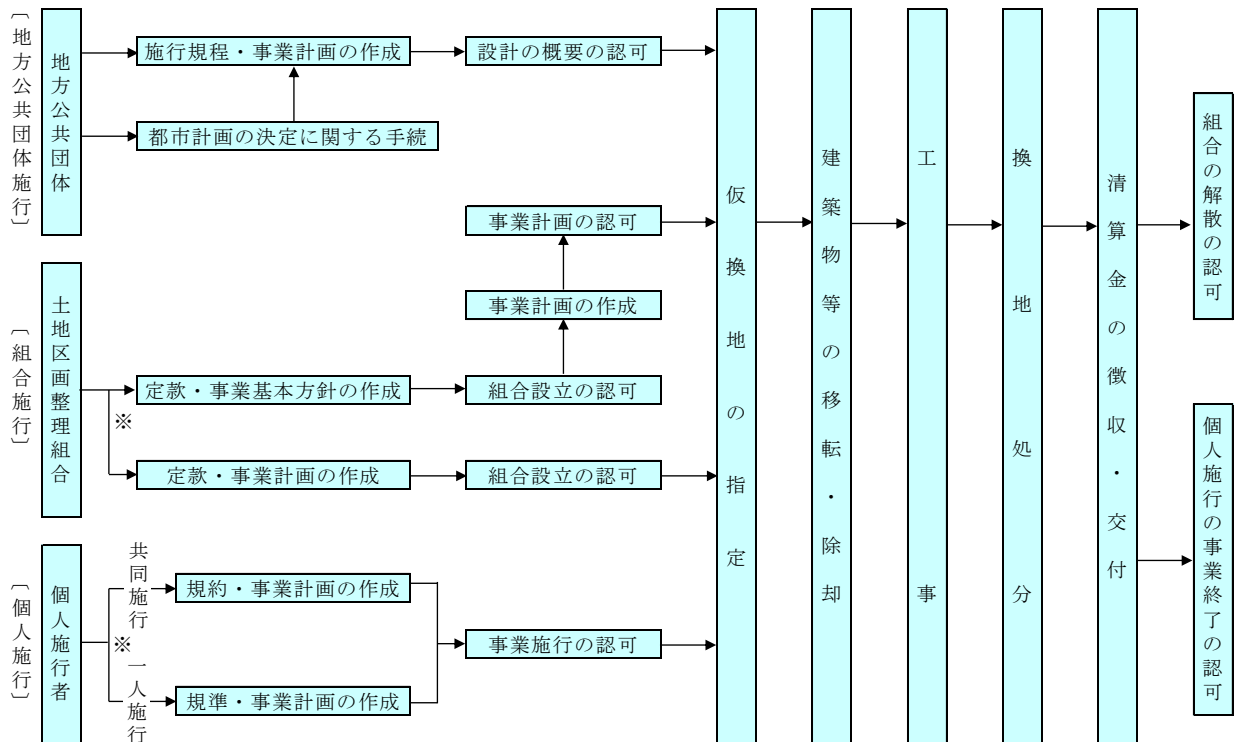 〔地方公共団体施行〕
地方公共団体
施行規程・事業計画の作成
設計の概要の認可
都市計画の決定に関する手続
〔組合施行〕
土地区画整理組合
事業計画の認可
事業計画の作成
定款・事業基本方針の作成
組合設立の認可
※
定款・事業計画の作成
組合設立の認可
〔個人施行〕
個人施行者
共同施行
規約・事業計画の作成
※
事業施行の認可
一人施行
規準・事業計画の作成
仮換地の指定
建築物等の移転・除却
工事
換地処分
清算金の徴収・交付
組合の解散の認可
個人施行の事業終了の認可